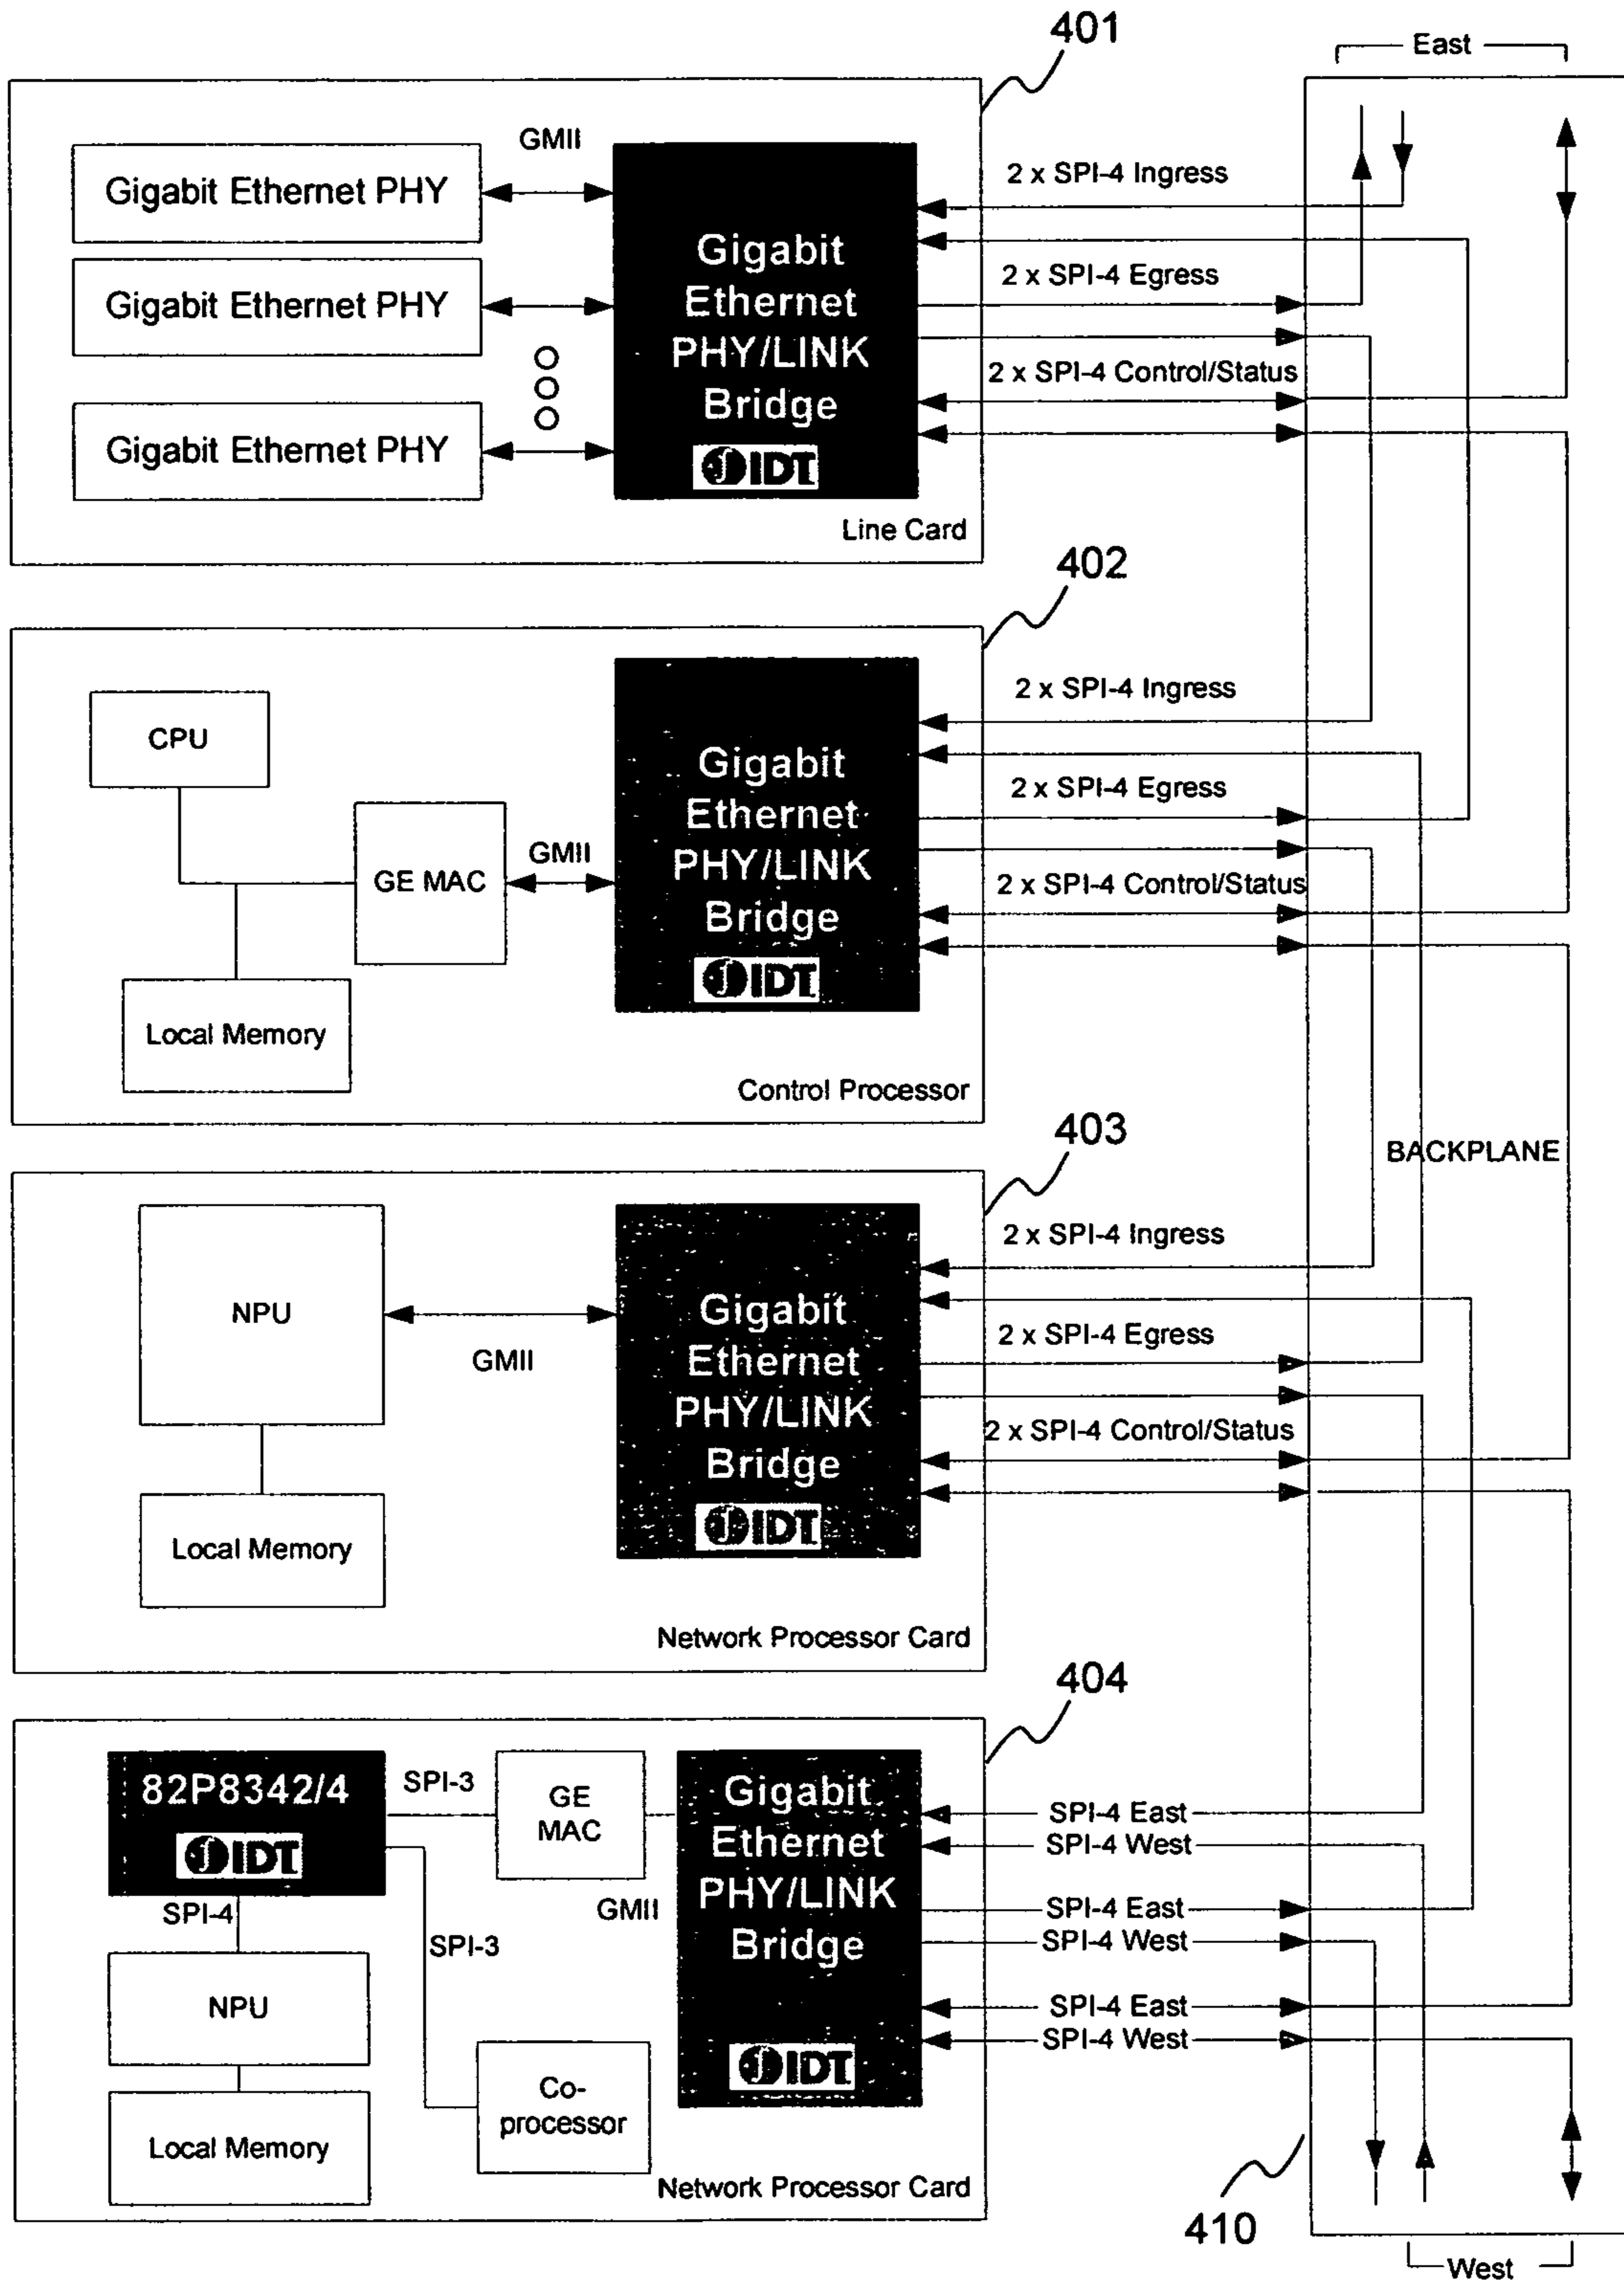 401
East
GMII
Gigabit Ethernet PHY
Gigabit Ethernet PHY
Gigabit Ethernet PHY
Gigabit
Ethernet
PHY/LINK
Bridge
IDT
2 x SPI-4 Ingress
2 x SPI-4 Egress
2 x SPI-4 Control/Status
Line Card
402
CPU
GE MAC
GMII
Local Memory
Gigabit
Ethernet
PHY/LINK
Bridge
IDT
2 x SPI-4 Ingress
2 x SPI-4 Egress
2 x SPI-4 Control/Status
Control Processor
403
BACKPLANE
NPU
GMII
Local Memory
Gigabit
Ethernet
PHY/LINK
Bridge
IDT
2 x SPI-4 Ingress
2 x SPI-4 Egress
2 x SPI-4 Control/Status
Network Processor Card
404
82P8342/4
IDT
SPI-3
GE
MAC
GMII
SPI-4
SPI-3
NPU
Local Memory
Co-
processor
Gigabit
Ethernet
PHY/LINK
Bridge
IDT
SPI-4 East
SPI-4 West
SPI-4 East
SPI-4 West
SPI-4 East
SPI-4 West
Network Processor Card
410
West